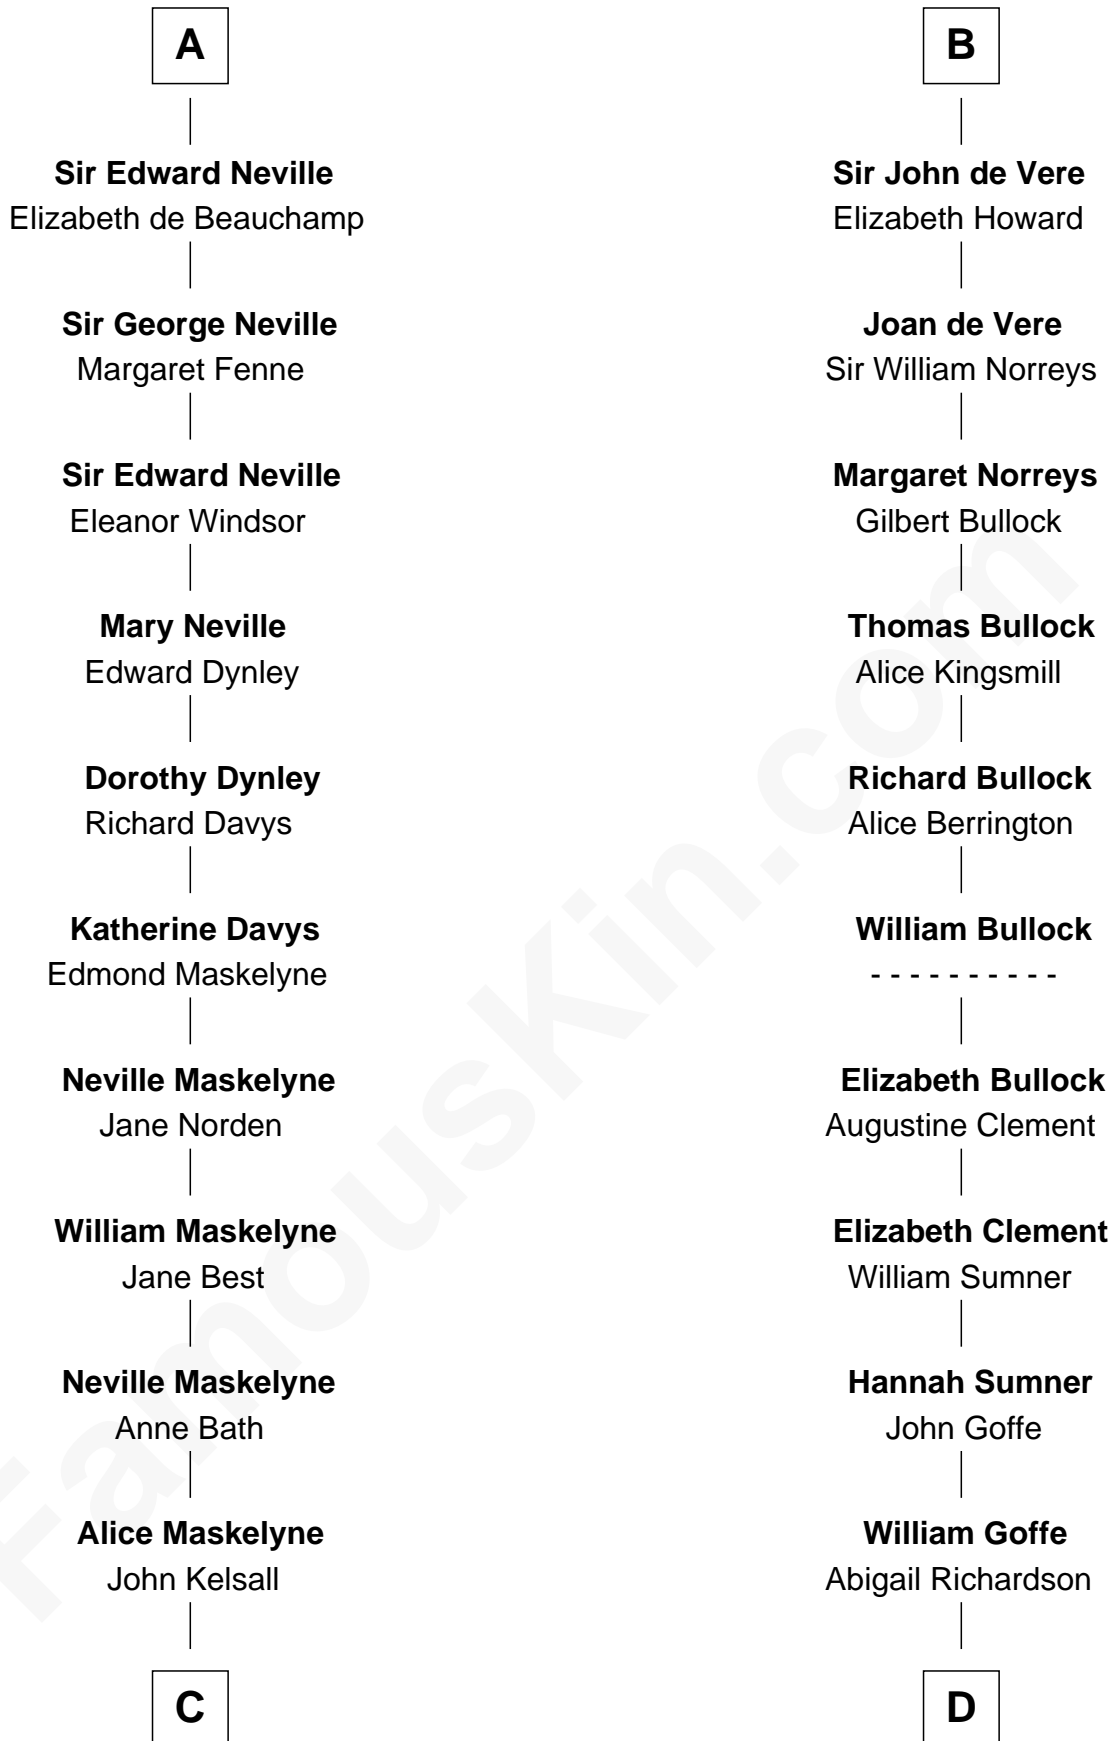 A
Sir Edward Neville
Elizabeth de Beauchamp
Sir George Neville
Margaret Fenne
Sir Edward Neville
Eleanor Windsor
Mary Neville
Edward Dynley
Dorothy Dynley
Richard Davys
Katherine Davys
Edmond Maskelyne
Neville Maskelyne
Jane Norden
William Maskelyne
Jane Best
Neville Maskelyne
Anne Bath
Alice Maskelyne
John Kelsall
C
B
Sir John de Vere
Elizabeth Howard
Joan de Vere
Sir William Norreys
Margaret Norreys
Gilbert Bullock
Thomas Bullock
Alice Kingsmill
Richard Bullock
Alice Berrington
William Bullock
- - - - - - - - - -
Elizabeth Bullock
Augustine Clement
Elizabeth Clement
William Sumner
Hannah Sumner
John Goffe
William Goffe
Abigail Richardson
D
FamousKin.com